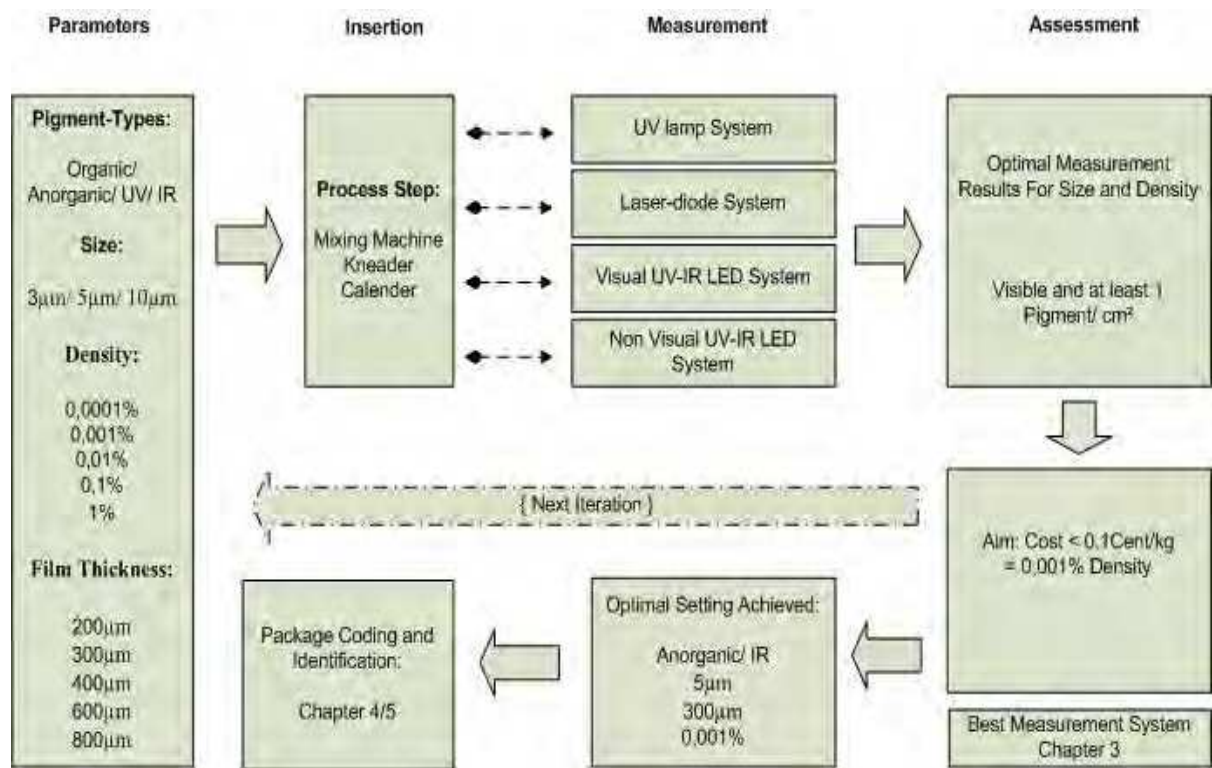 Parameters
Insertion
Measurement
Assessment
Pigment-Types:
Organic/
Anorganic/ UV/ IR
Size:
3µm/ 5µm/ 10µm
Density:
0,0001%
0,001%
0,01%
0,1%
1%
Film Thickness:
200µm
300µm
400µm
600µm
800µm
Process Step:
Mixing Machine
Kneader
Calender
UV lamp System
Laser-diode System
Visual UV-IR LED System
Non Visual UV-IR LED
System
Optimal Measurement
Results For Size and Density
Visible and at least 1
Pigment/ cm²
{ Next Iteration }
Aim: Cost < 0.1Cent/kg
= 0,001% Density
Best Measurement System
Chapter 3
Optimal Setting Achieved:
Anorganic/ IR
5µm
300µm
0,001%
Package Coding and
Identification:
Chapter 4/5